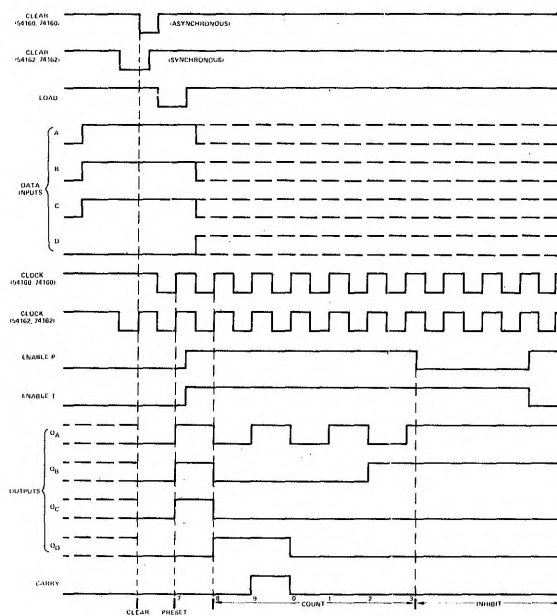 CLEAR
(54160, 74160)
(ASYNCHRONOUS)
CLEAR
(54162, 74162)
(SYNCHRONOUS)
LOAD
DATA
INPUTS
A
B
C
D
CLOCK
(54160, 74160)
CLOCK
(54162, 74162)
ENABLE P
ENABLE T
OUTPUTS
QA
QB
QC
QD
CARRY
7 8 9 0 1 2 3
CLEAR PRESET COUNT INHIBIT